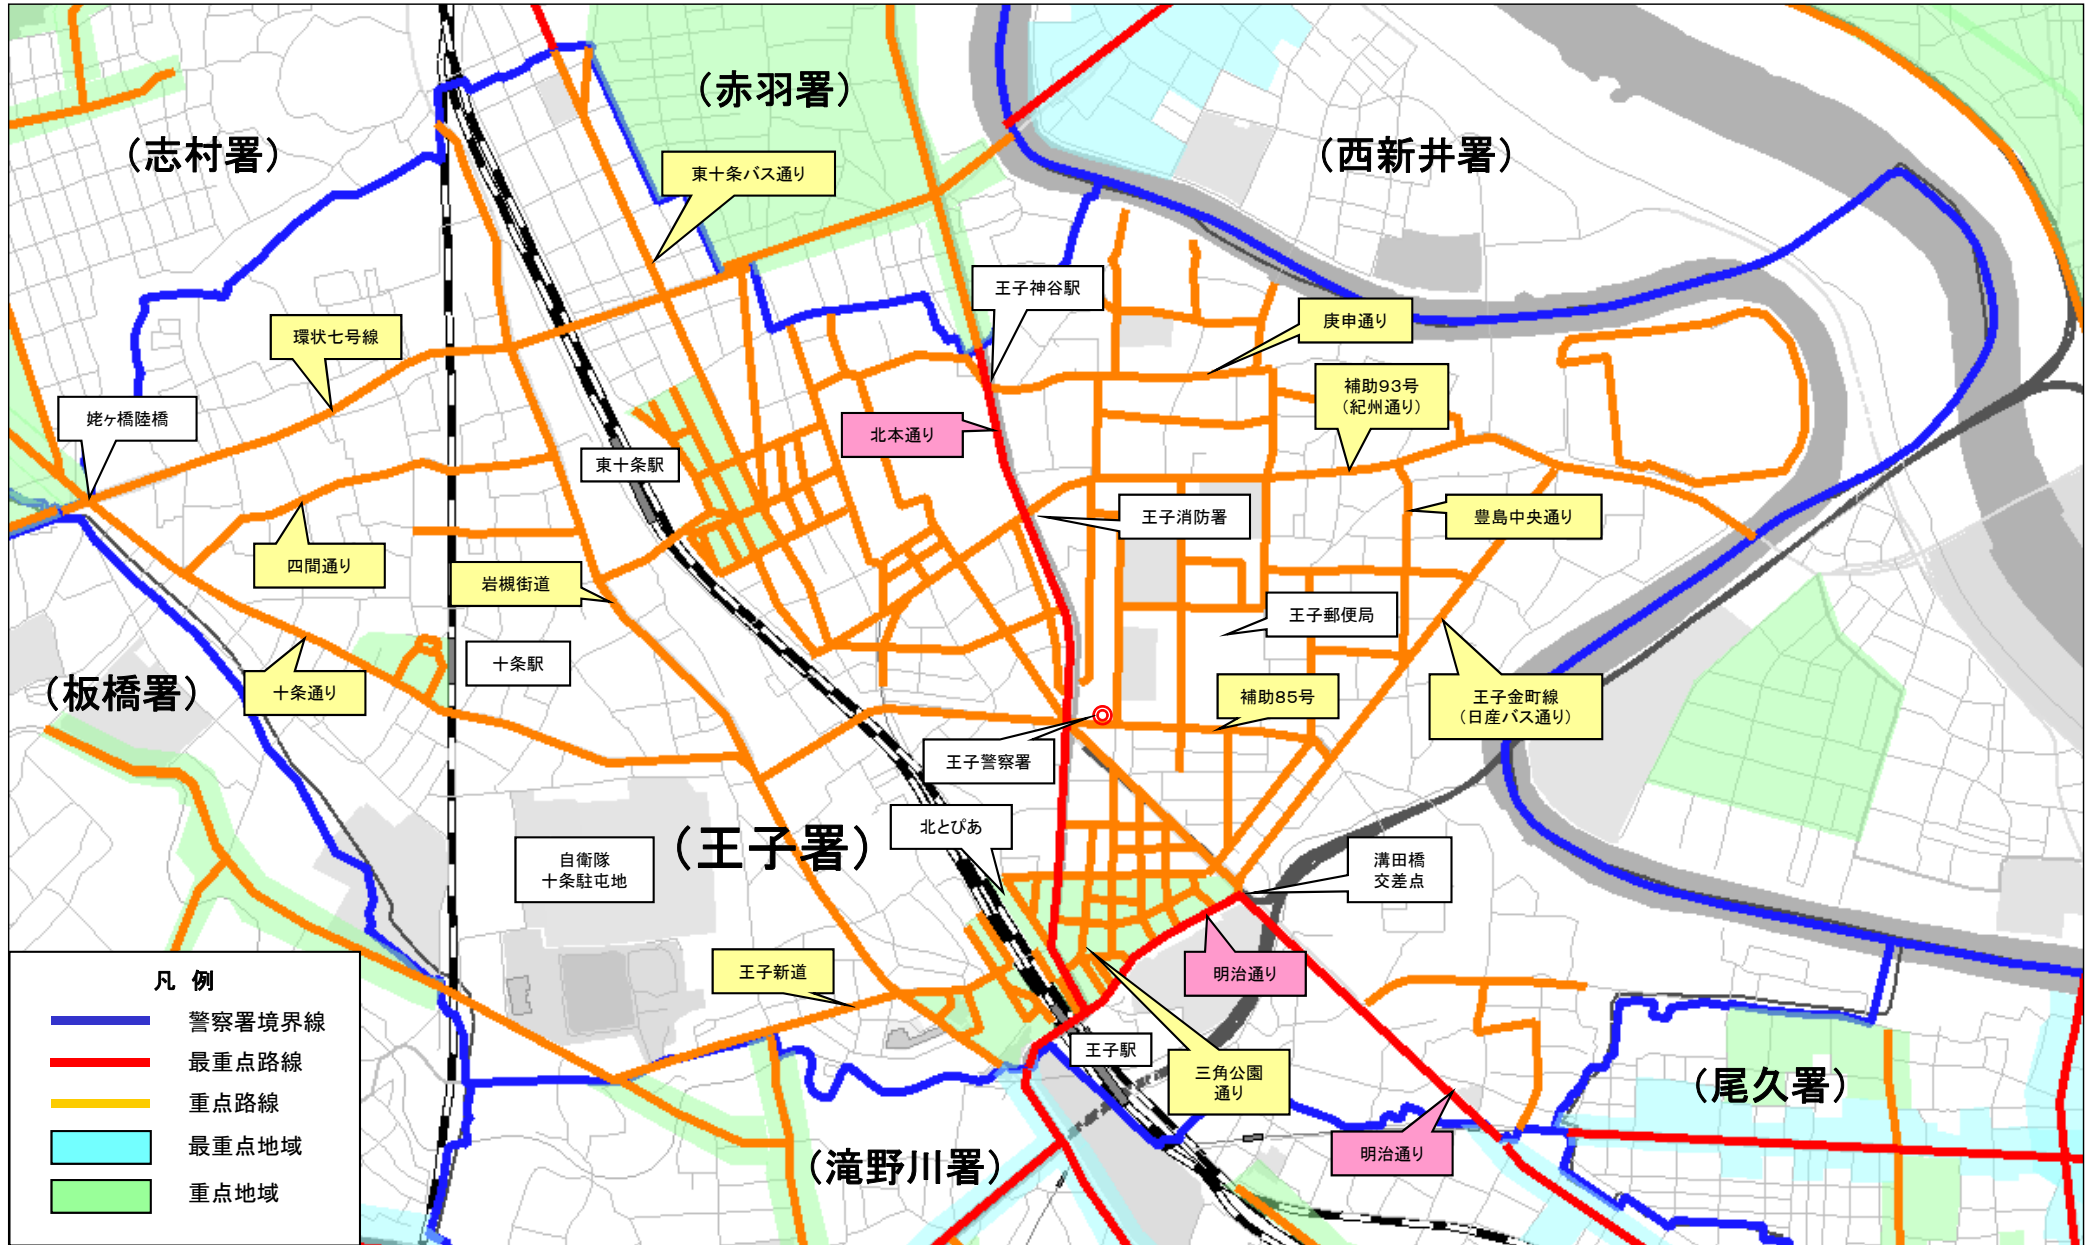 （赤羽署）
（志村署）
（西新井署）
東十条バス通り
王子神谷駅
庚申通り
環状七号線
補助９３号
（紀州通り）
姥ヶ橋陸橋
北本通り
東十条駅
王子消防署
豊島中央通り
四間通り
岩槻街道
王子郵便局
十条駅
（板橋署）
十条通り
補助８５号
王子金町線
（日産バス通り）
王子警察署
北とぴあ
（王子署）
自衛隊
十条駐屯地
溝田橋
交差点
王子新道
明治通り
王子駅
三角公園
通り
（尾久署）
明治通り
（滝野川署）
凡 例
警察署境界線
最重点路線
重点路線
最重点地域
重点地域